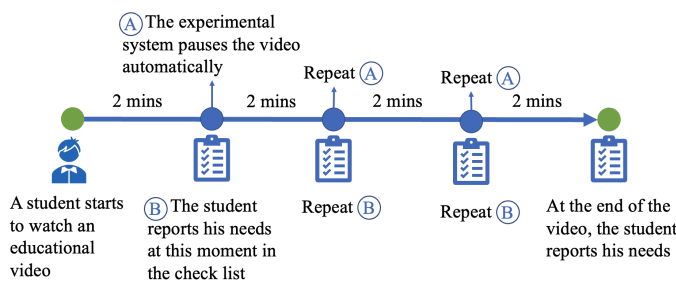 A The experimental
system pauses the video
automatically
Repeat A
Repeat A
2 mins
2 mins
2 mins
2 mins
A student starts
to watch an
educational
video
B The student
reports his needs
at this moment in
the check list
Repeat B
Repeat B
At the end of the
video, the student
reports his needs